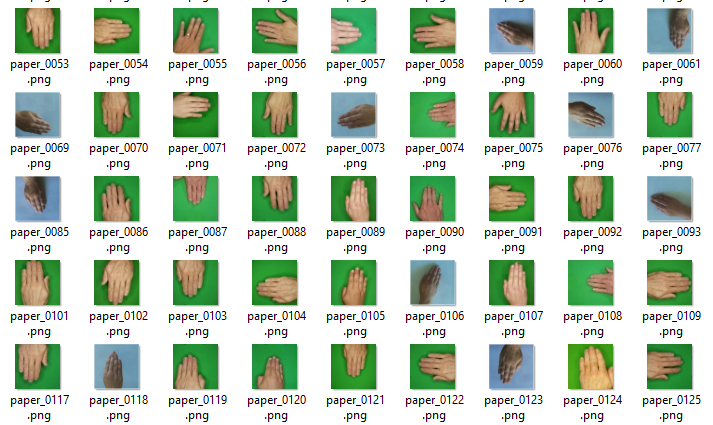 paper_0053 paper_0054 paper_0055 paper_0056 paper_0057 paper_0058 paper_0059 paper_0060 paper_0061
.png .png .png .png .png .png .png .png .png
paper_0069 paper_0070 paper_0071 paper_0072 paper_0073 paper_0074 paper_0075 paper_0076 paper_0077
.png .png .png .png .png .png .png .png .png
paper_0085 paper_0086 paper_0087 paper_0088 paper_0089 paper_0090 paper_0091 paper_0092 paper_0093
.png .png .png .png .png .png .png .png .png
paper_0101 paper_0102 paper_0103 paper_0104 paper_0105 paper_0106 paper_0107 paper_0108 paper_0109
.png .png .png .png .png .png .png .png .png
paper_0117 paper_0118 paper_0119 paper_0120 paper_0121 paper_0122 paper_0123 paper_0124 paper_0125
.png .png .png .png .png .png .png .png .png